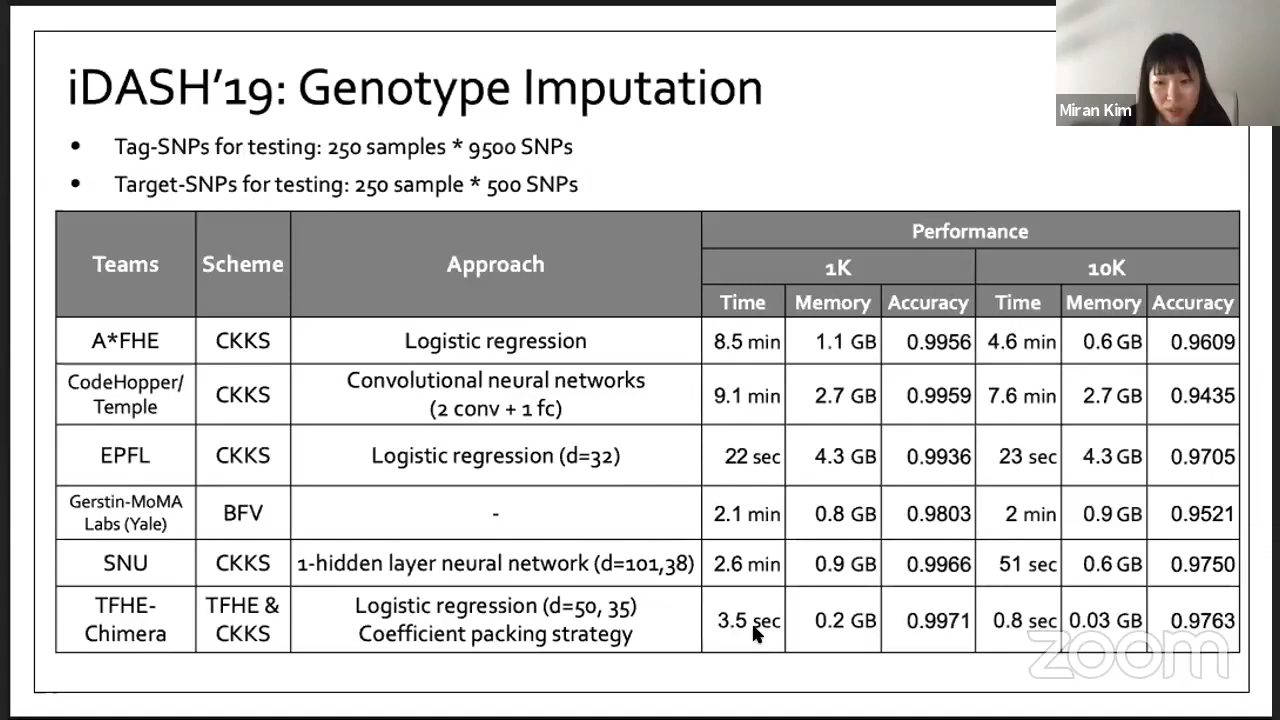 iDASH'19: Genotype Imputation
Miran Kim
• Tag-SNPs for testing: 250 samples * 9500 SNPs
• Target-SNPs for testing: 250 sample * 500 SNPs
Teams Scheme Approach Performance
1K 10K
Time Memory Accuracy Time Memory Accuracy
A*FHE CKKS Logistic regression 8.5 min 1.1 GB 0.9956 4.6 min 0.6 GB 0.9609
CodeHopper/
Temple CKKS Convolutional neural networks
(2 conv + 1 fc) 9.1 min 2.7 GB 0.9959 7.6 min 2.7 GB 0.9435
EPFL CKKS Logistic regression (d=32) 22 sec 4.3 GB 0.9936 23 sec 4.3 GB 0.9705
Gerstin-MoMA
Labs (Yale) BFV - 2.1 min 0.8 GB 0.9803 2 min 0.9 GB 0.9521
SNU CKKS 1-hidden layer neural network (d=101,38) 2.6 min 0.9 GB 0.9966 51 sec 0.6 GB 0.9750
TFHE-
Chimera TFHE &
CKKS Logistic regression (d=50, 35)
Coefficient packing strategy 3.5 sec 0.2 GB 0.9971 0.8 sec 0.03 GB 0.9763
zoom